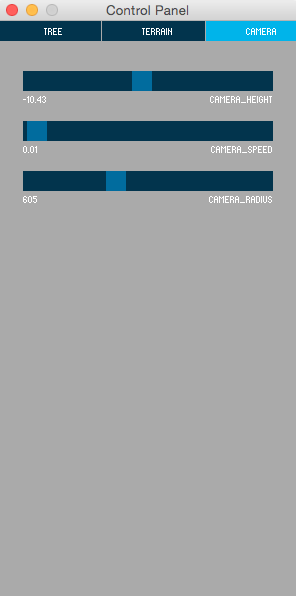 Control Panel
TREE TERRAIN CAMERA
-10.43 CAMERA_HEIGHT
0.01 CAMERA_SPEED
605 CAMERA_RADIUS